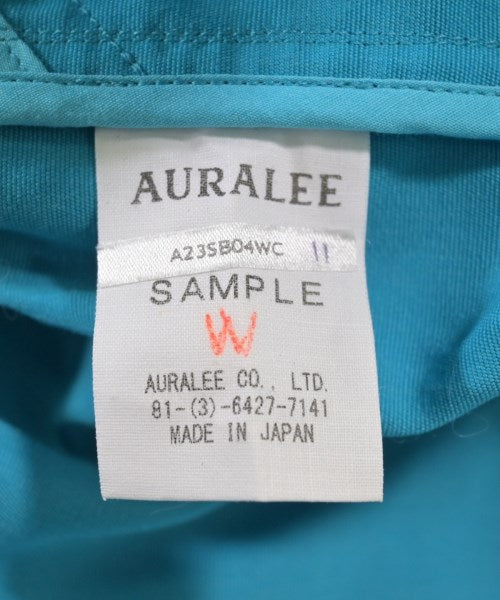 AURALEE
A23SB04WC 11
SAMPLE
W
AURALEE CO., LTD.
81-(3)-6427-7141
MADE IN JAPAN